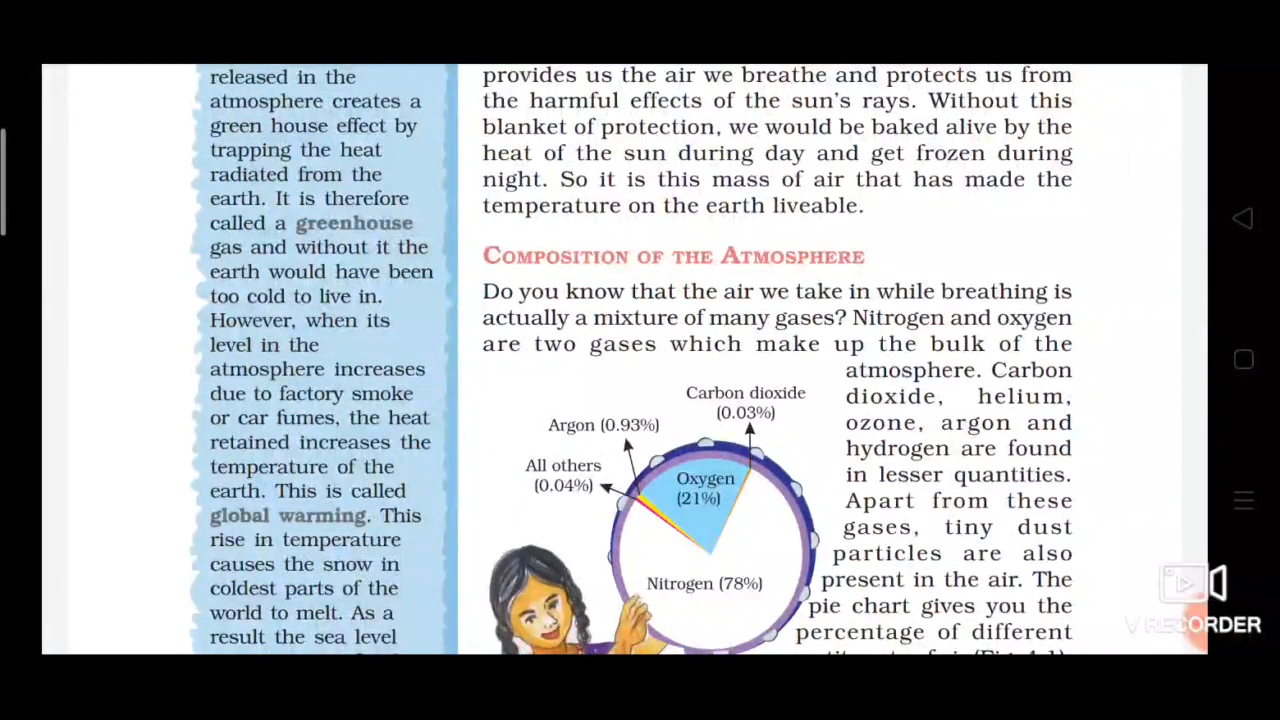 released in the
atmosphere creates a
green house effect by
trapping the heat
radiated from the
earth. It is therefore
called a greenhouse
gas and without it the
earth would have been
too cold to live in.
However, when its
level in the
atmosphere increases
due to factory smoke
or car fumes, the heat
retained increases the
temperature of the
earth. This is called
global warming. This
rise in temperature
causes the snow in
coldest parts of the
world to melt. As a
result the sea level
provides us the air we breathe and protects us from
the harmful effects of the sun's rays. Without this
blanket of protection, we would be baked alive by the
heat of the sun during day and get frozen during
night. So it is this mass of air that has made the
temperature on the earth liveable.
COMPOSITION OF THE ATMOSPHERE
Do you know that the air we take in while breathing is
actually a mixture of many gases? Nitrogen and oxygen
are two gases which make up the bulk of the
atmosphere. Carbon
dioxide, helium,
ozone, argon and
hydrogen are found
in lesser quantities.
Apart from these
gases, tiny dust
particles are also
present in the air. The
pie chart gives you the
percentage of different
Carbon dioxide
(0.03%)
Argon (0.93%)
All others
(0.04%)
Oxygen
(21%)
Nitrogen (78%)
V RECORDER